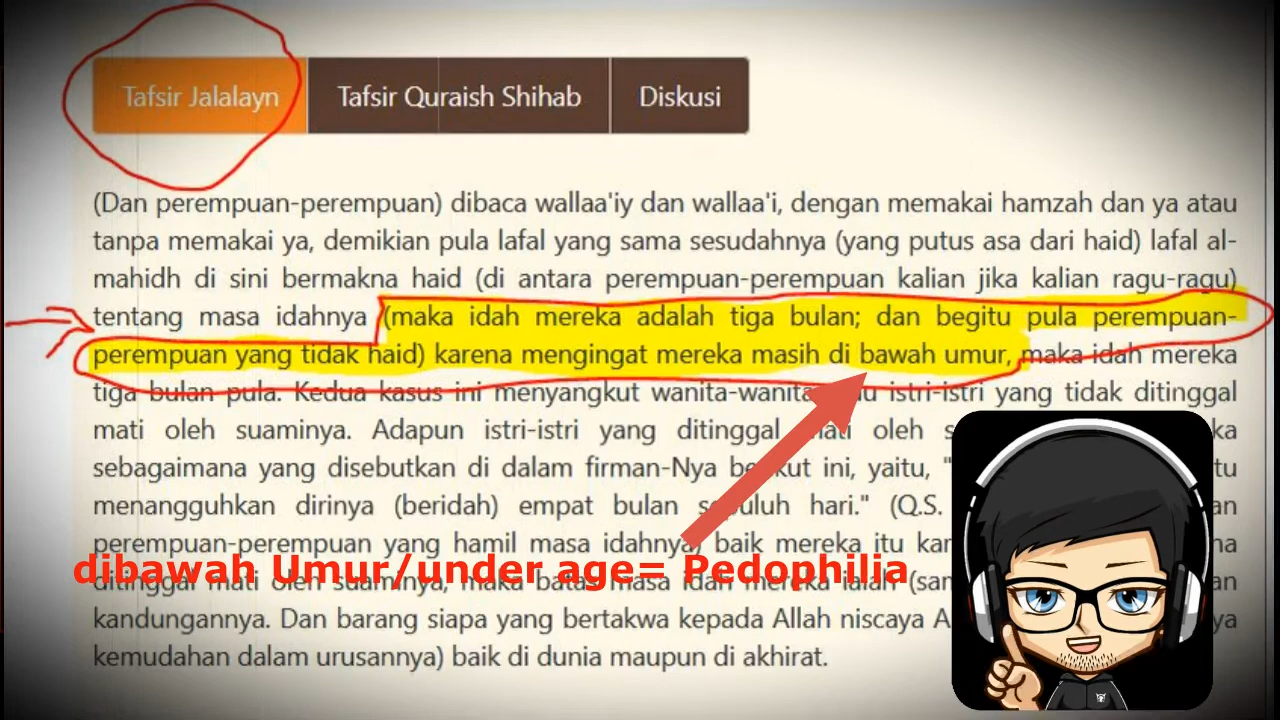 Tafsir Jalalayn
Tafsir Quraish Shihab
Diskusi
(Dan perempuan-perempuan) dibaca wallaa'iy dan wallaa'i, dengan memakai hamzah dan ya atau
tanpa memakai ya, demikian pula lafal yang sama sesudahnya (yang putus asa dari haid) lafal al-
mahidh di sini bermakna haid (di antara perempuan-perempuan kalian jika kalian ragu-ragu)
tentang masa idahnya (maka idah mereka adalah tiga bulan; dan begitu pula perempuan-
perempuan yang tidak haid) karena mengingat mereka masih di bawah umur, maka idah mereka
tiga bulan pula. Kedua kasus ini menyangkut wanita-wanita istri-istri yang tidak ditinggal
mati oleh suaminya. Adapun istri-istri yang ditinggal mati oleh
sebagaimana yang disebutkan di dalam firman-Nya berikut ini, yaitu, "
menangguhkan dirinya (beridah) empat bulan sepuluh hari." (Q.S.
perempuan-perempuan yang hamil masa idahnya, baik mereka itu
dibawah Umur/under age= Pedophilia
ditinggal mati oleh suaminya, maka batas masa idah mereka ialah
kandungannya. Dan barang siapa yang bertakwa kepada Allah niscaya
kemudahan dalam urusannya) baik di dunia maupun di akhirat.